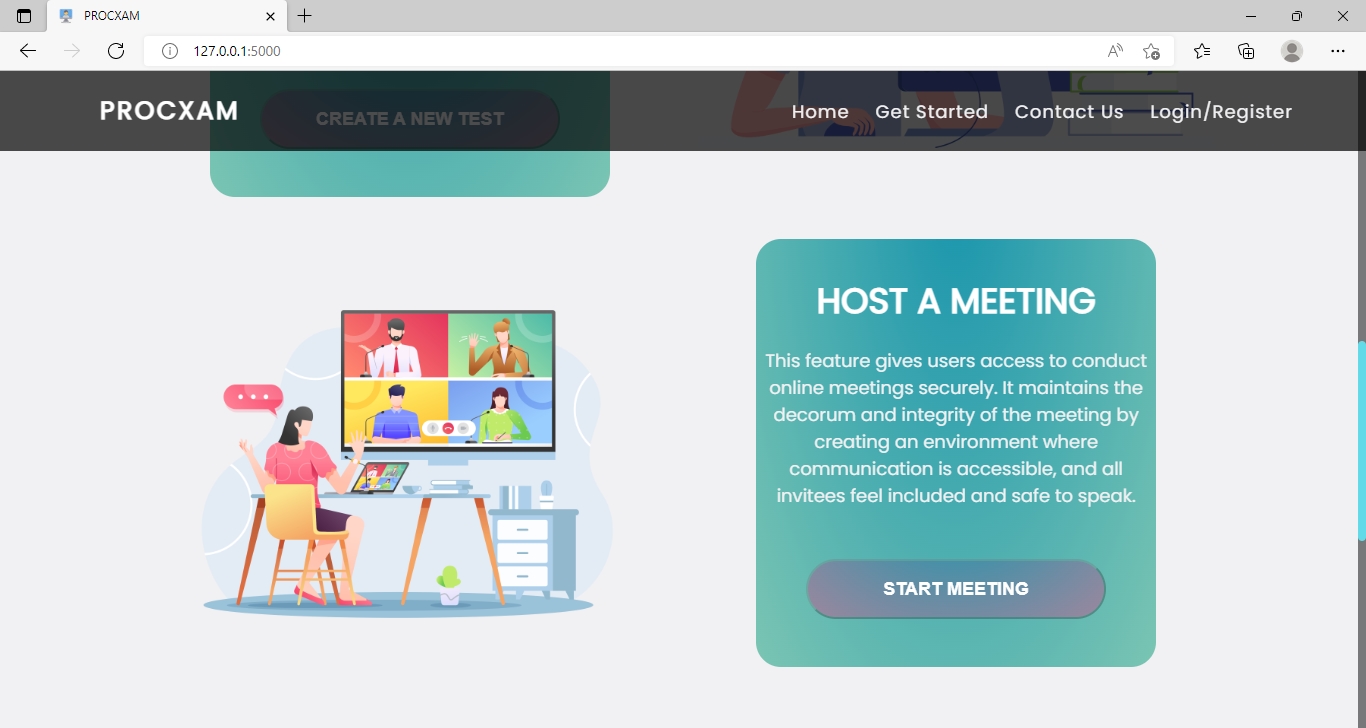 PROCXAM
127.0.0.1:5000
PROCXAM
Home Get Started Contact Us Login/Register
CREATE A NEW TEST
HOST A MEETING
This feature gives users access to conduct
online meetings securely. It maintains the
decorum and integrity of the meeting by
creating an environment where
communication is accessible, and all
invitees feel included and safe to speak.
START MEETING